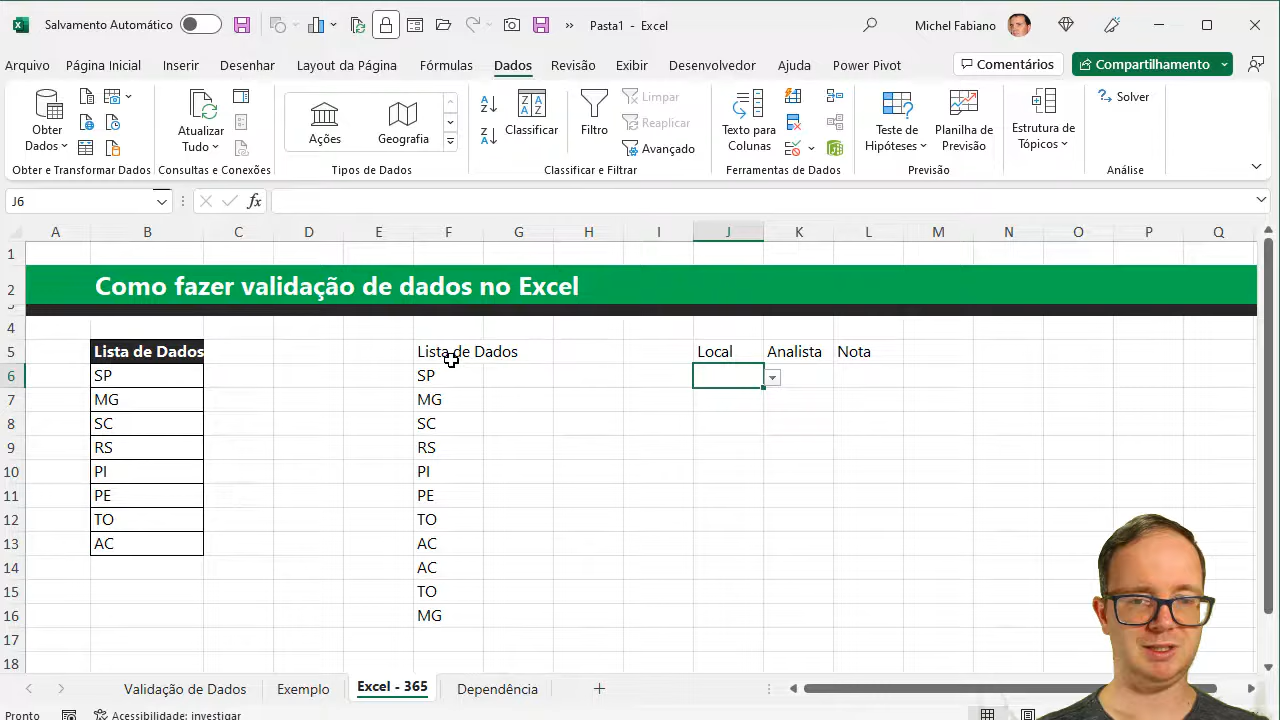 Salvamento Automático
Pasta1 - Excel
Michel Fabiano
Arquivo Página Inicial Inserir Desenhar Layout da Página Fórmulas Dados Revisão Exibir Desenvolvedor Ajuda Power Pivot
Comentários Compartilhamento
Obter Dados
Atualizar Tudo
Ações
Geografia
Classificar
Filtro
Limpar
Reaplicar
Avançado
Texto para Colunas
Teste de Hipóteses
Planilha de Previsão
Estrutura de Tópicos
Solver
Obter e Transformar Dados Consultas e Conexões Tipos de Dados Classificar e Filtrar Ferramentas de Dados Previsão Análise
J6 fx
A B C D E F G H I J K L M N O P Q
1
2 Como fazer validação de dados no Excel
3
4
5 Lista de Dados Lista de Dados Local Analista Nota
6 SP SP
7 MG MG
8 SC SC
9 RS RS
10 PI PI
11 PE PE
12 TO TO
13 AC AC
14 AC
15 TO
16 MG
17
18
Validação de Dados Exemplo Excel - 365 Dependência
Pronto Acessibilidade: investigar